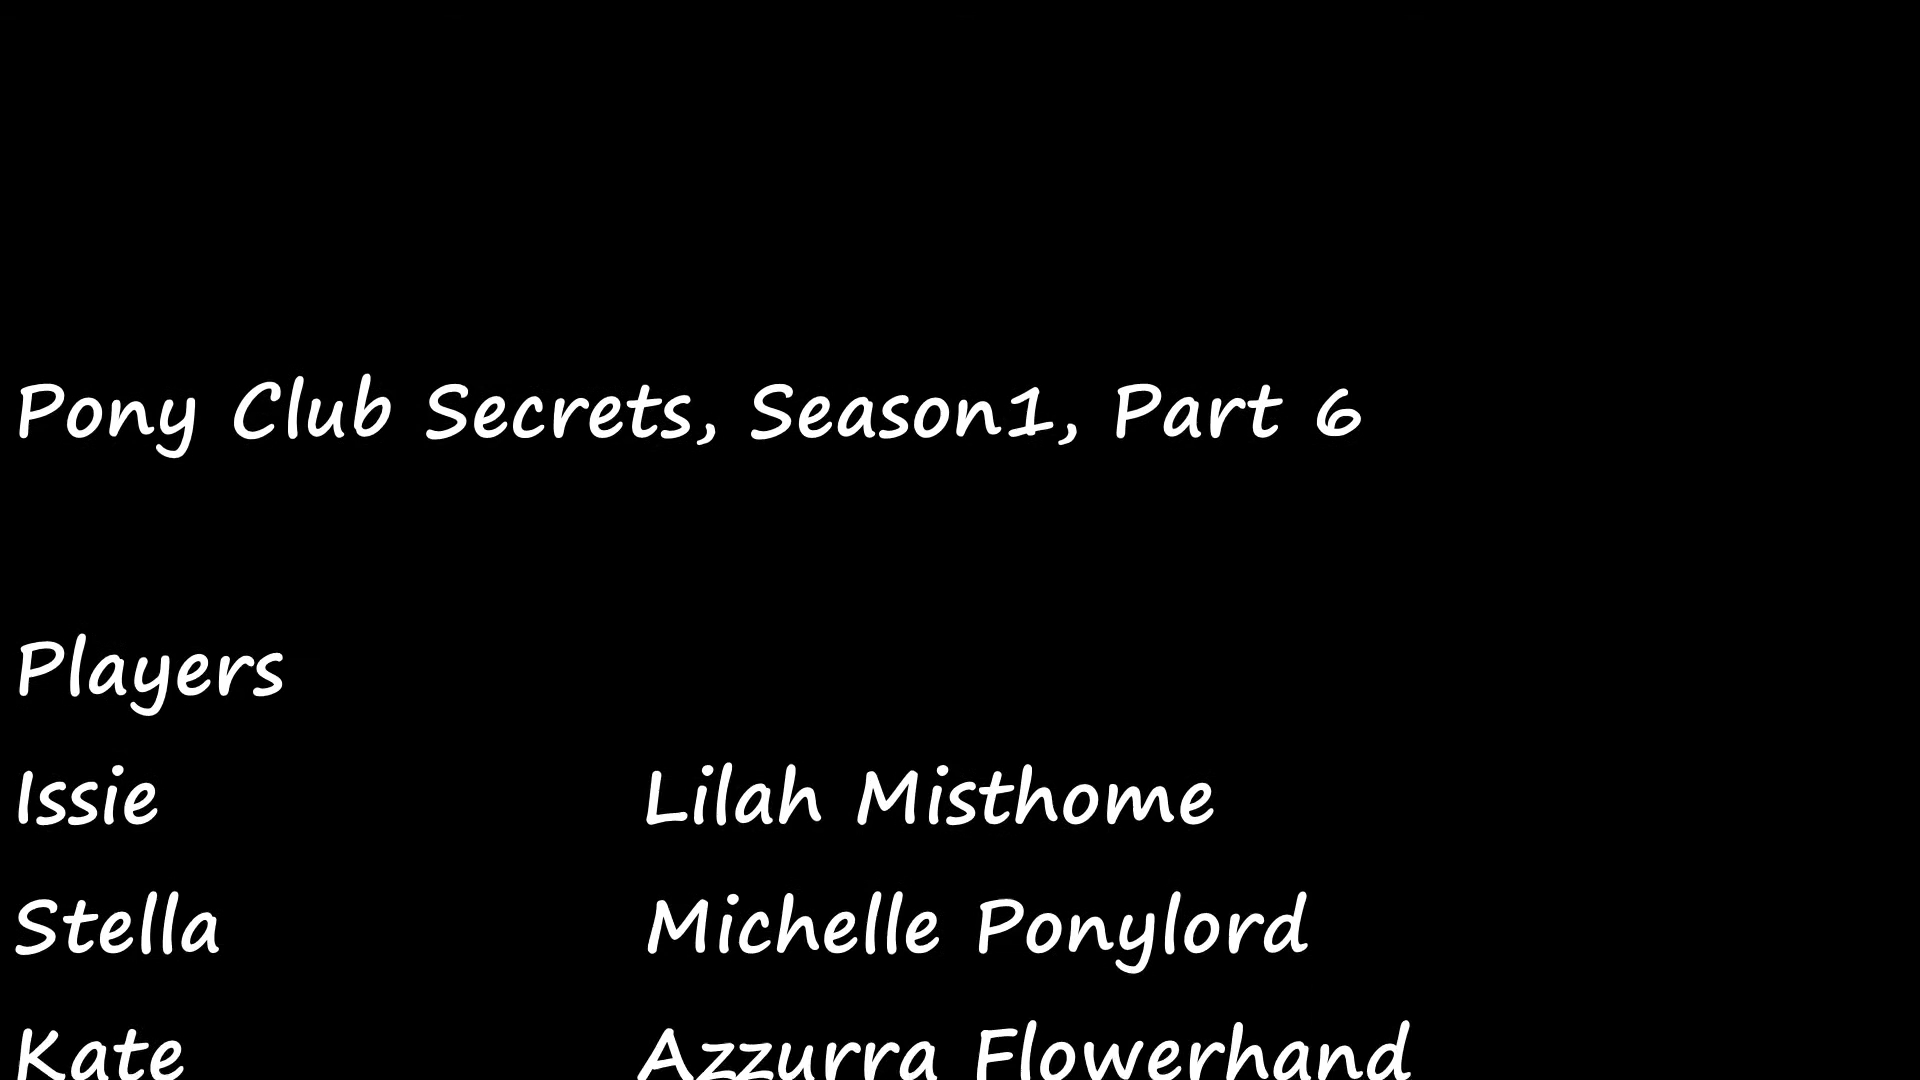 Pony Club Secrets, Season1, Part 6
Players
Issie Lilah Misthome
Stella Michelle Ponylord
Kate Azzurra Flowerhand